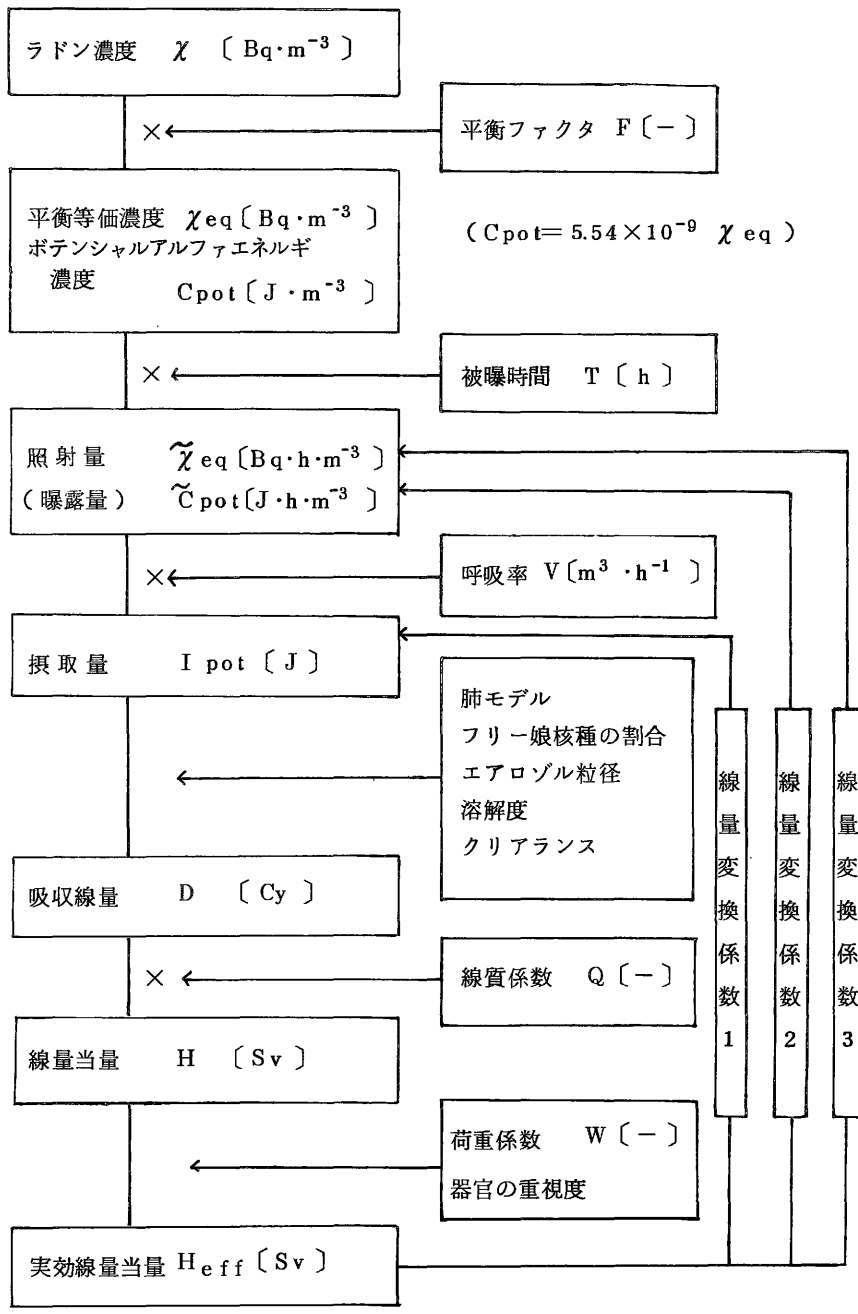 ラドン濃度 χ 〔Bq・m⁻³〕
× 平衡ファクタ F〔−〕
平衡等価濃度 χeq〔Bq・m⁻³〕
ボテンシャルアルファエネルギ
濃度
Cpot〔J・m⁻³〕
(Cpot= 5.54×10⁻⁹ χeq)
× 被曝時間 T〔h〕
照射量 χ̃eq〔Bq・h・m⁻³〕
(曝露量) C̃pot〔J・h・m⁻³〕
× 呼吸率 V〔m³・h⁻¹〕
摂取量 I pot〔J〕
肺モデル
フリー娘核種の割合
エアロゾル粒径
溶解度
クリアランス
吸収線量 D 〔Cy〕
× 線質係数 Q〔−〕
線量当量 H 〔Sv〕
荷重係数 W〔−〕
器官の重視度
実効線量当量 Heff〔Sv〕
線量変換係数1
線量変換係数2
線量変換係数3